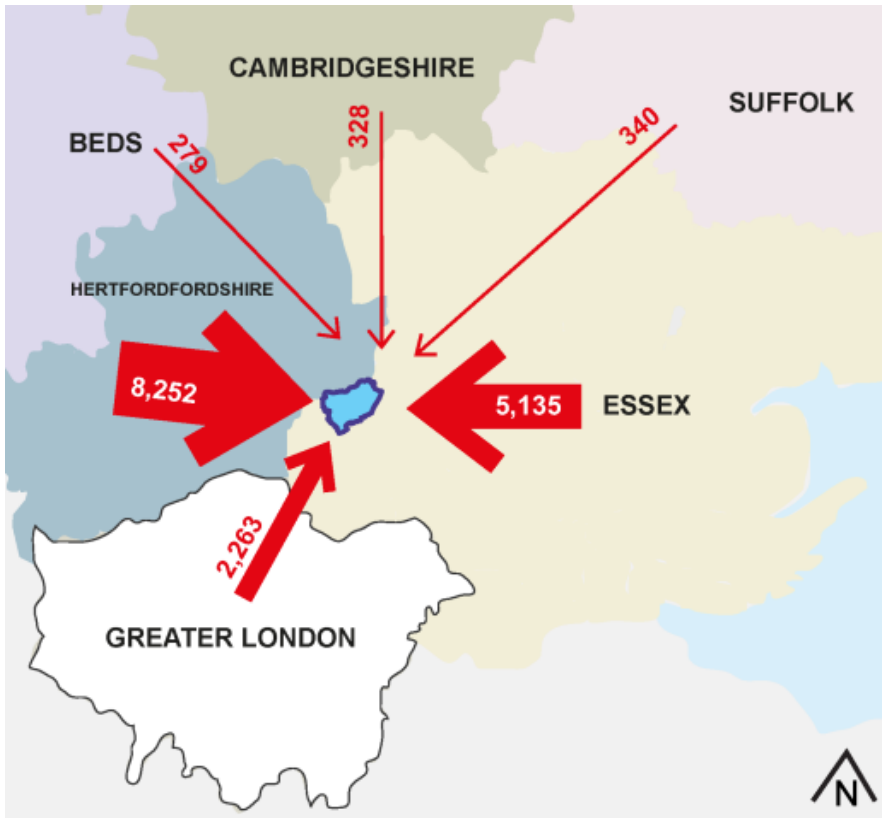 CAMBRIDGESHIRE
SUFFOLK
BEDS
279
328
340
HERTFORDFORDSHIRE
8,252
5,135
ESSEX
2,263
GREATER LONDON
N